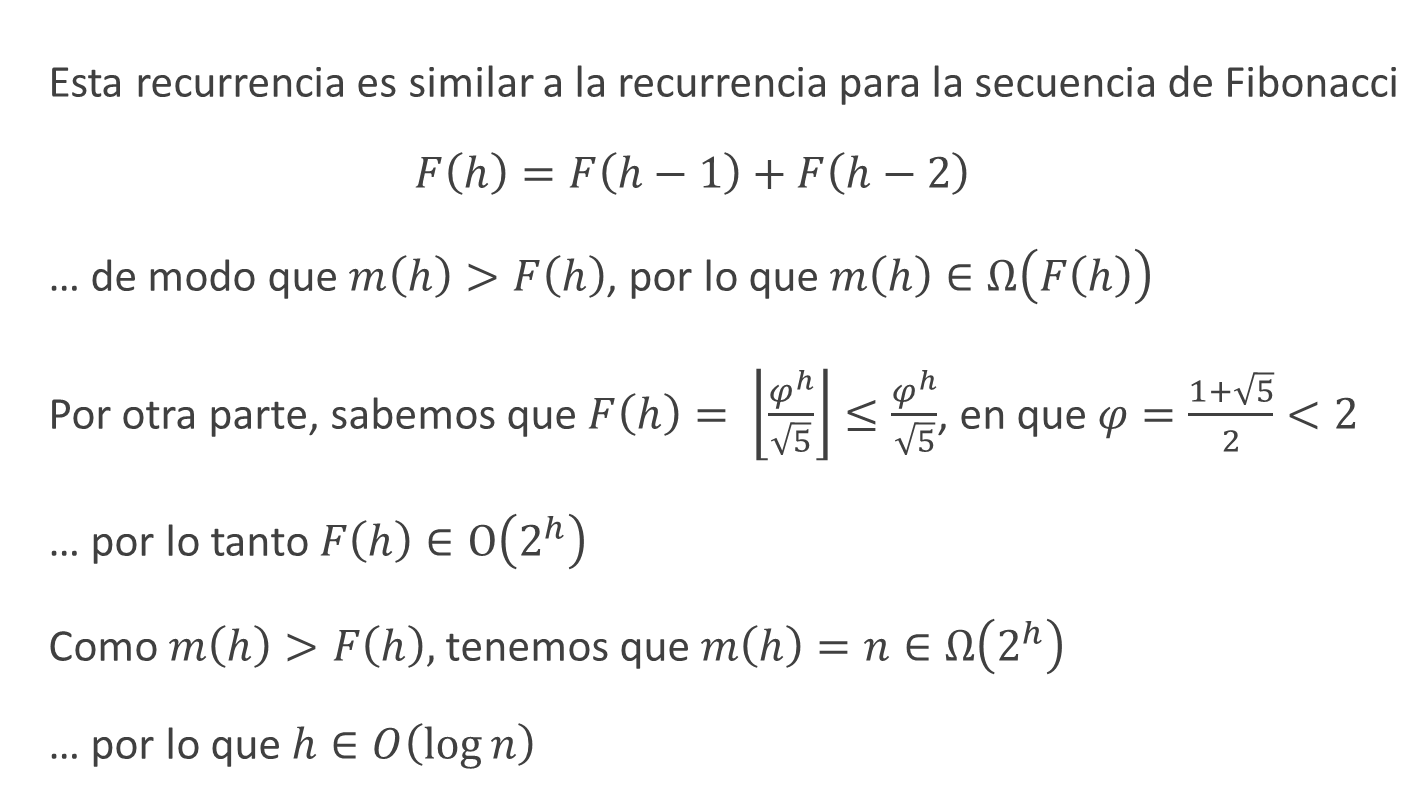 Esta recurrencia es similar a la recurrencia para la secuencia de Fibonacci
F(h) = F(h − 1) + F(h − 2)
… de modo que m(h) > F(h), por lo que m(h) ∈ Ω(F(h))
Por otra parte, sabemos que F(h) = ⌊φ^h/√5⌋ ≤ φ^h/√5, en que φ = (1+√5)/2 < 2
… por lo tanto F(h) ∈ O(2^h)
Como m(h) > F(h), tenemos que m(h) = n ∈ Ω(2^h)
… por lo que h ∈ O(log n)